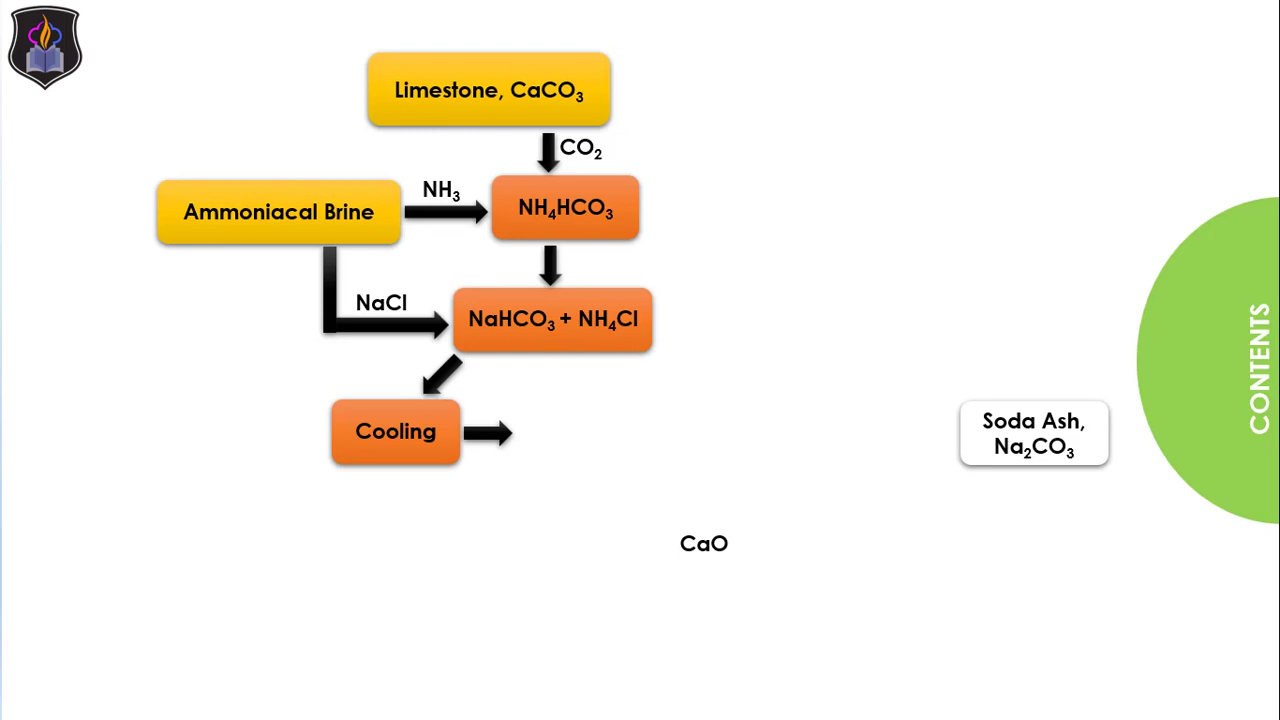 Limestone, CaCO₃
CO₂
NH₃
Ammoniacal Brine
NH₄HCO₃
NaCl
NaHCO₃ + NH₄Cl
Cooling
Soda Ash,
Na₂CO₃
CaO
CONTENTS